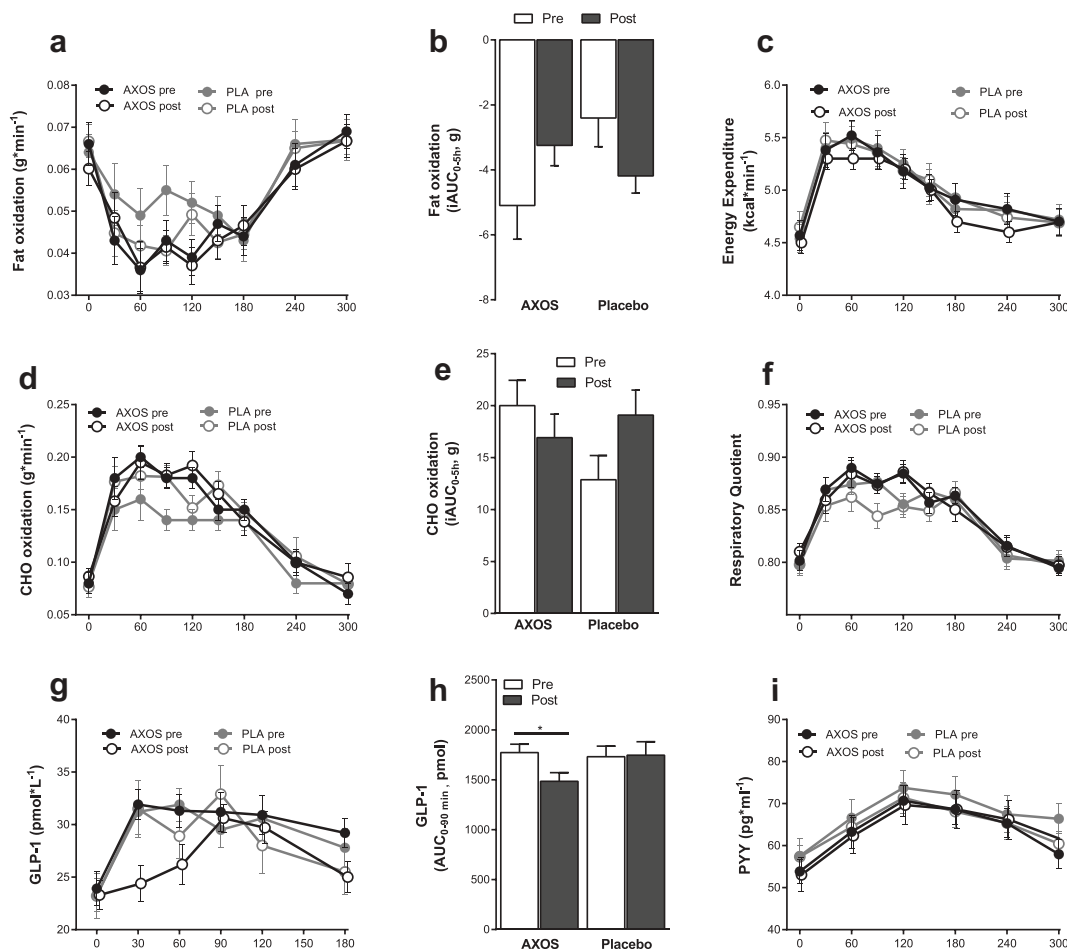 a
AXOS pre PLA pre
AXOS post PLA post
Fat oxidation (g*min-1)
0.08
0.07
0.06
0.05
0.04
0.03
0 60 120 180 240 300
b
Pre Post
Fat oxidation
(iAUC0-5h, g)
0
-2
-4
-6
-8
AXOS Placebo
c
AXOS pre PLA pre
AXOS post PLA post
Energy Expenditure
(kcal*min-1)
6.0
5.5
5.0
4.5
4.0
0 60 120 180 240 300
d
AXOS pre PLA pre
AXOS post PLA post
CHO oxidation (g*min-1)
0.25
0.20
0.15
0.10
0.05
0 60 120 180 240 300
e
Pre
Post
CHO oxidation
(iAUC0-5h, g)
25
20
15
10
5
0
AXOS Placebo
f
AXOS pre PLA pre
AXOS post PLA post
Respiratory Quotient
0.95
0.90
0.85
0.80
0 60 120 180 240 300
g
AXOS pre PLA pre
AXOS post PLA post
GLP-1 (pmol*L-1)
40
35
30
25
20
0 30 60 90 120 180
h
Pre
Post
*
GLP-1
(AUC0-90 min, pmol)
2500
2000
1750
1500
1000
500
0
AXOS Placebo
i
AXOS pre PLA pre
AXOS post PLA post
PYY (pg*ml-1)
90
80
70
60
50
40
0 60 120 180 240 300